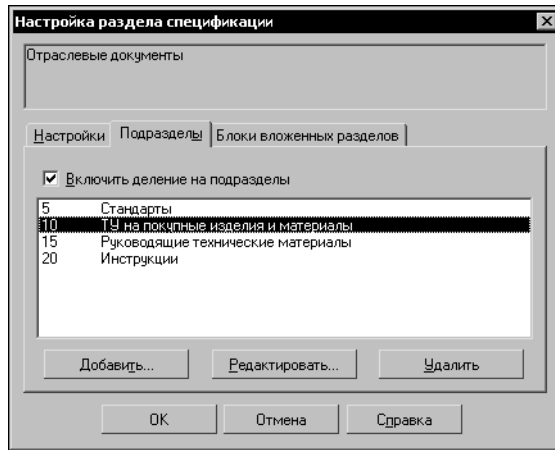 Настройка раздела спецификации
Отраслевые документы
Настройки Подразделы Блоки вложенных разделов
Включить деление на подразделы
5 Стандарты
10 ТУ на покупные изделия и материалы
15 Руководящие технические материалы
20 Инструкции
Добавить... Редактировать... Удалить
OK Отмена Справка